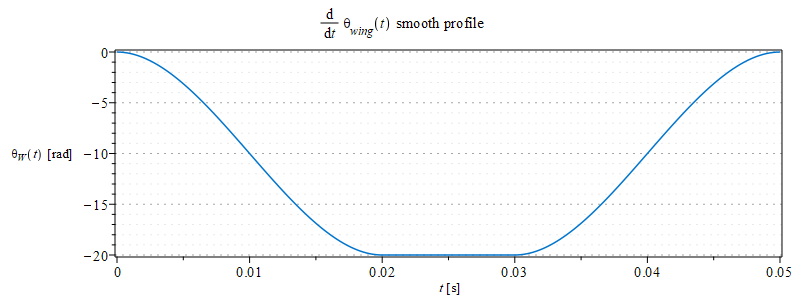 d/dt θ_wing(t) smooth profile
0
−5
θ_W(t) [rad] −10
−15
−20
0 0.01 0.02 0.03 0.04 0.05
t [s]